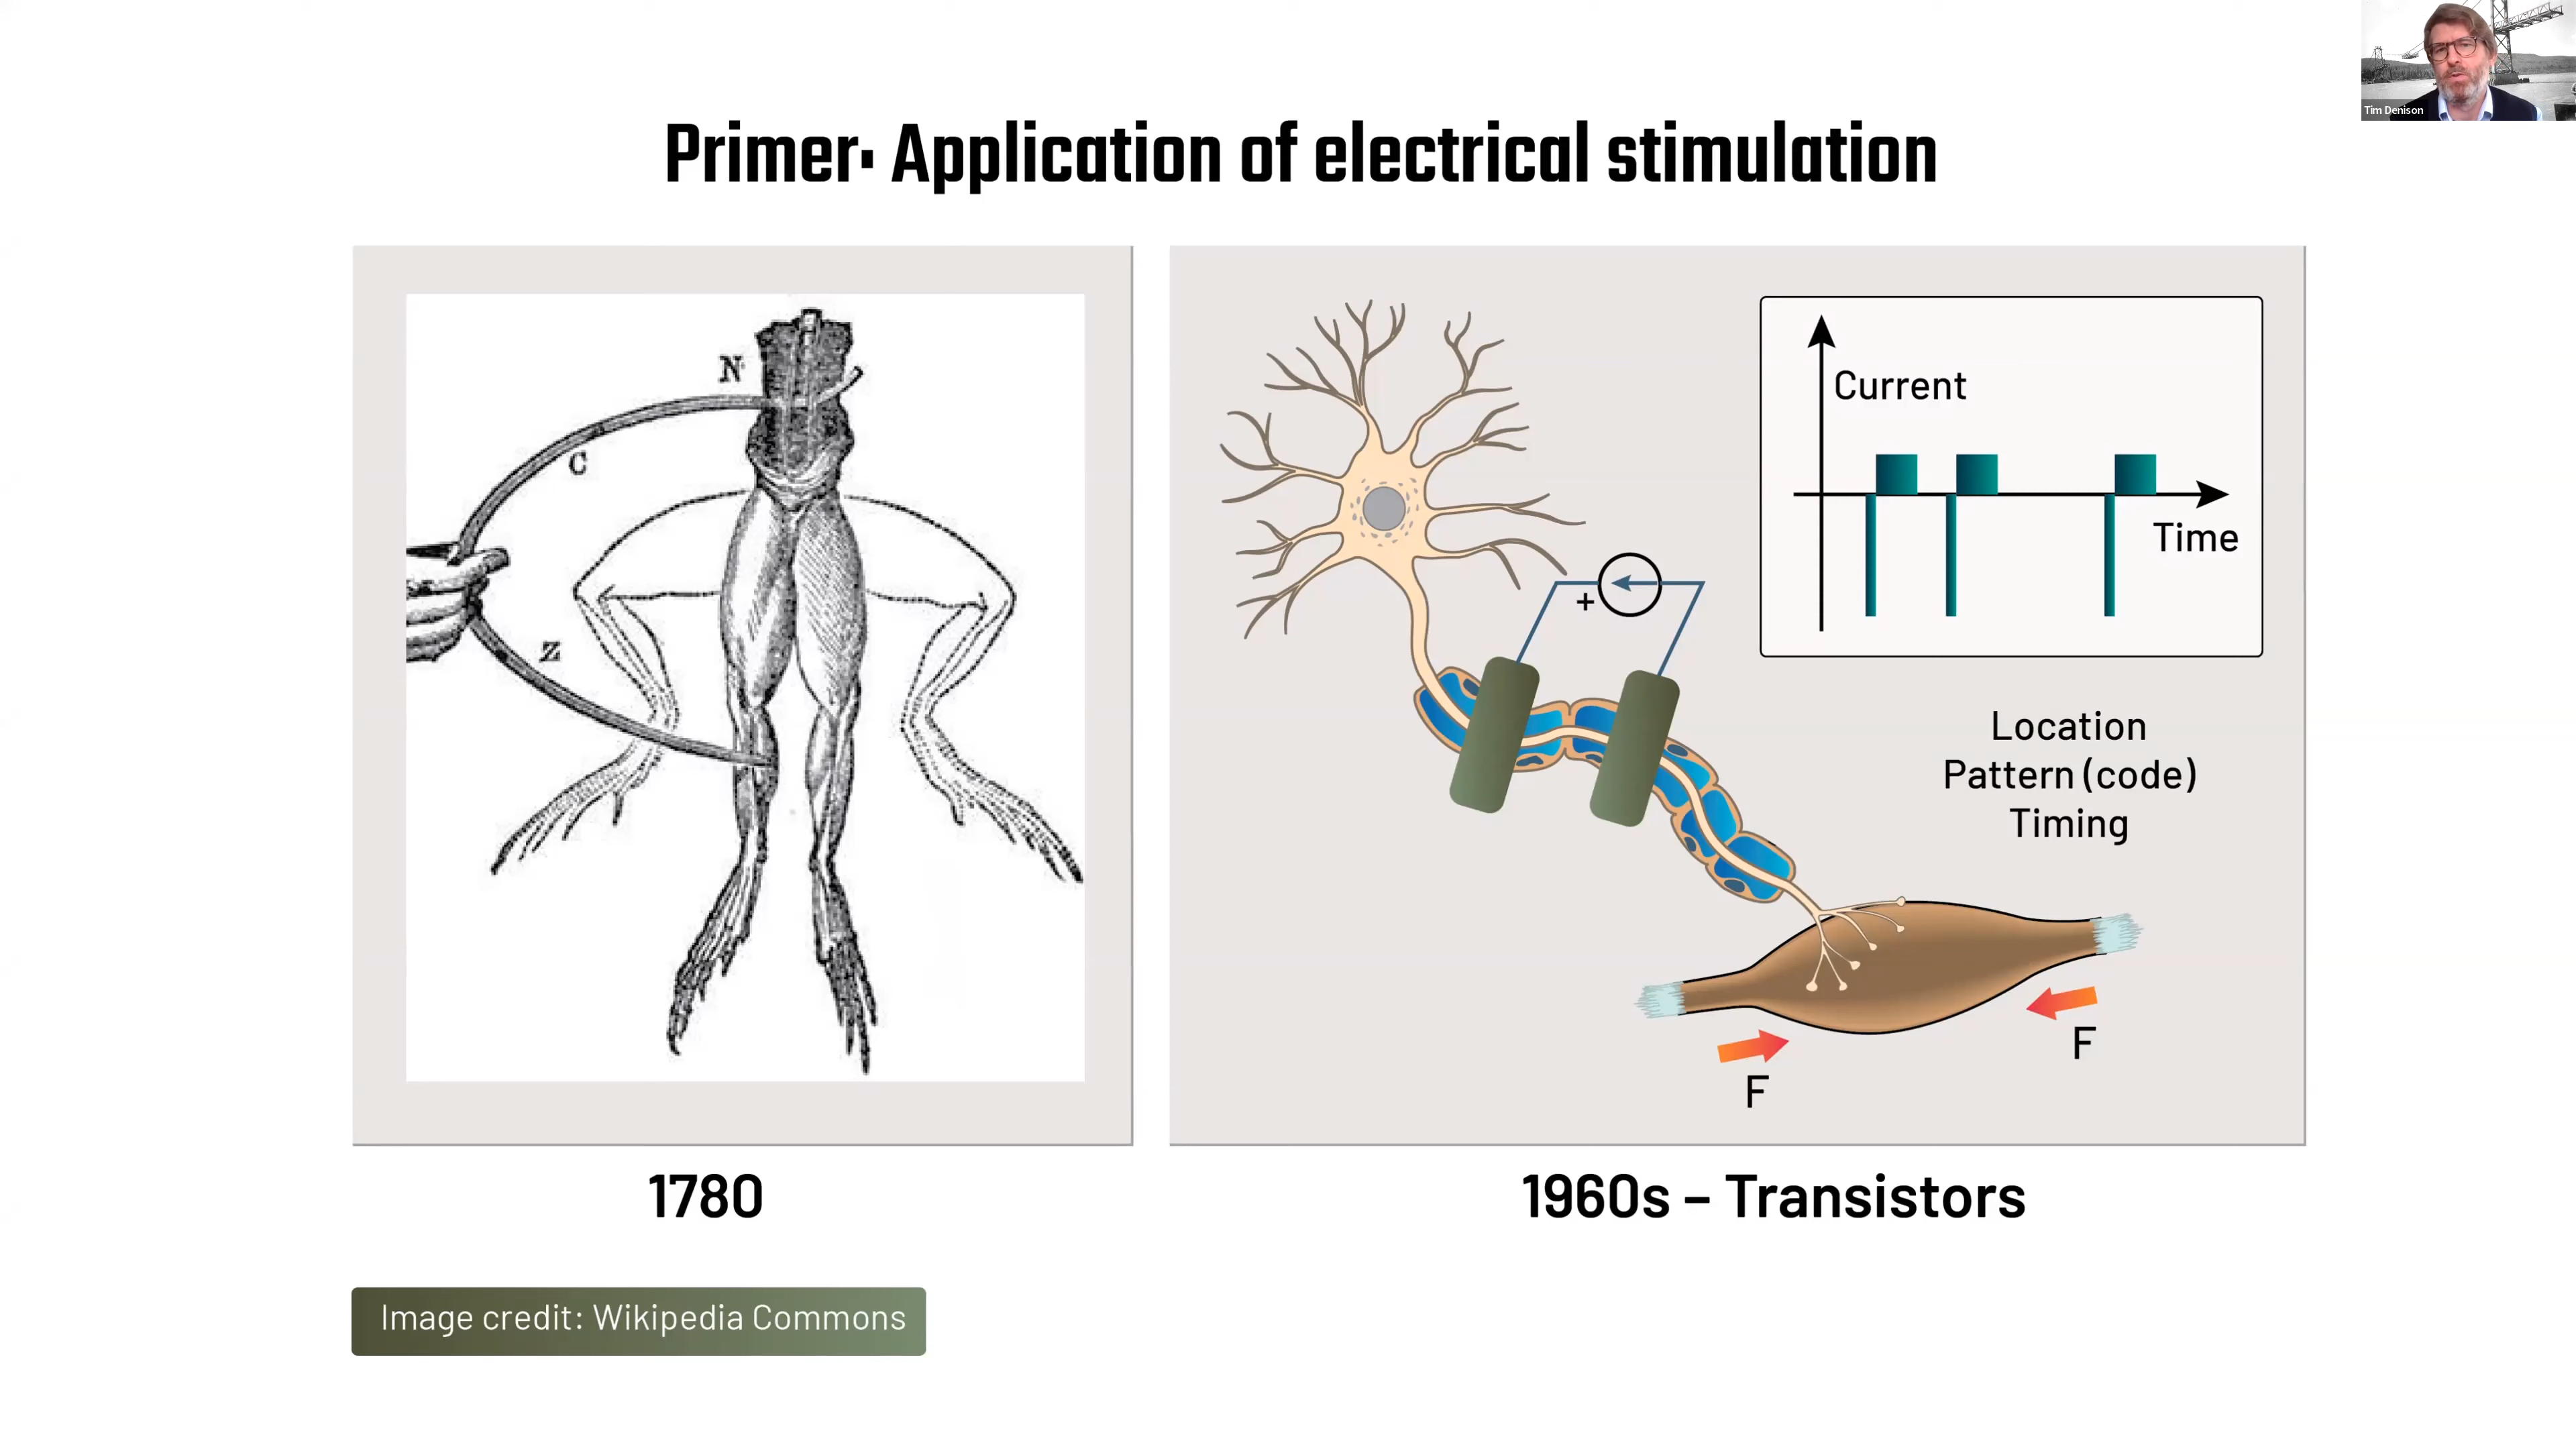 Tim Denison
Primer: Application of electrical stimulation
N
C
Z
Current
Time
+
Location
Pattern (code)
Timing
F
F
1780
1960s – Transistors
Image credit: Wikipedia Commons